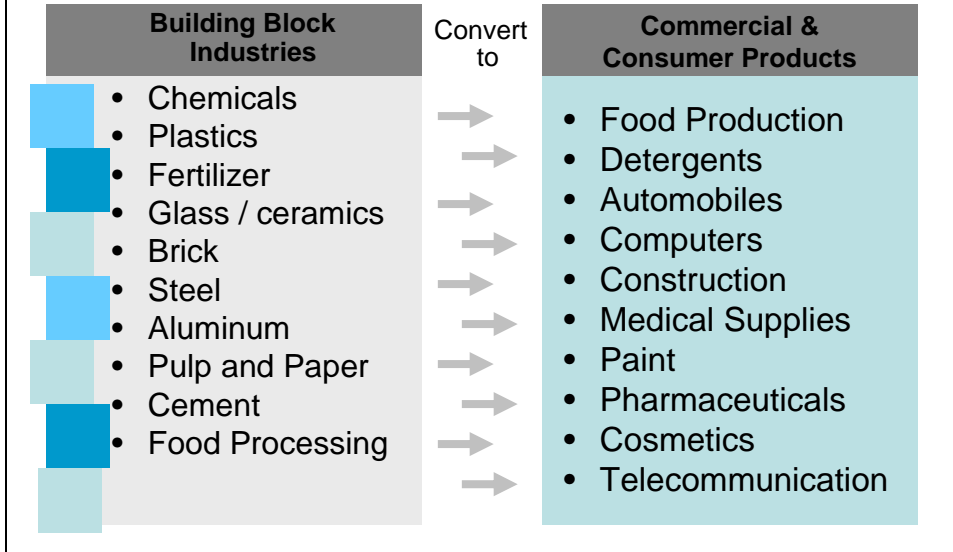 Building Block
Industries
Convert
to
Commercial &
Consumer Products
• Chemicals
• Plastics
• Fertilizer
• Glass / ceramics
• Brick
• Steel
• Aluminum
• Pulp and Paper
• Cement
• Food Processing
• Food Production
• Detergents
• Automobiles
• Computers
• Construction
• Medical Supplies
• Paint
• Pharmaceuticals
• Cosmetics
• Telecommunication